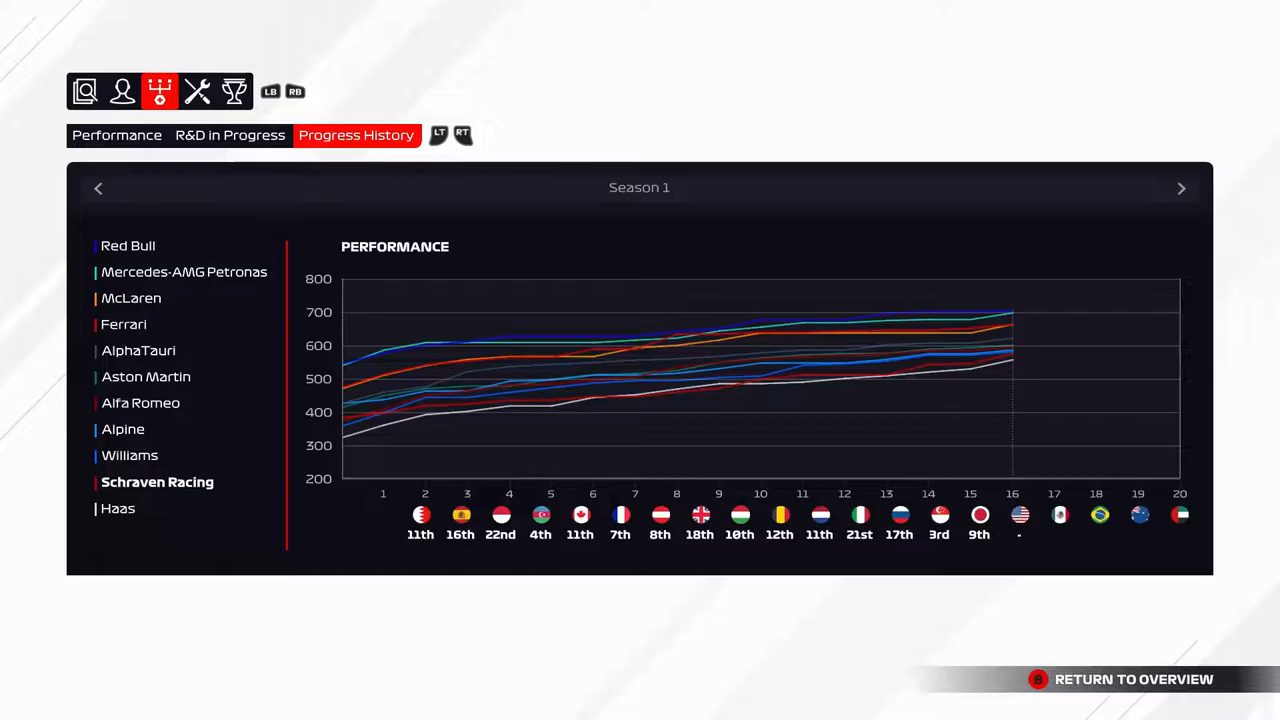 LB RB
Performance R&D in Progress Progress History LT RT
Season 1
Red Bull
Mercedes-AMG Petronas
McLaren
Ferrari
AlphaTauri
Aston Martin
Alfa Romeo
Alpine
Williams
Schraven Racing
Haas
PERFORMANCE
800
700
600
500
400
300
200
1 2 3 4 5 6 7 8 9 10 11 12 13 14 15 16 17 18 19 20
11th 16th 22nd 4th 11th 7th 8th 18th 10th 12th 11th 21st 17th 3rd 9th -
B RETURN TO OVERVIEW